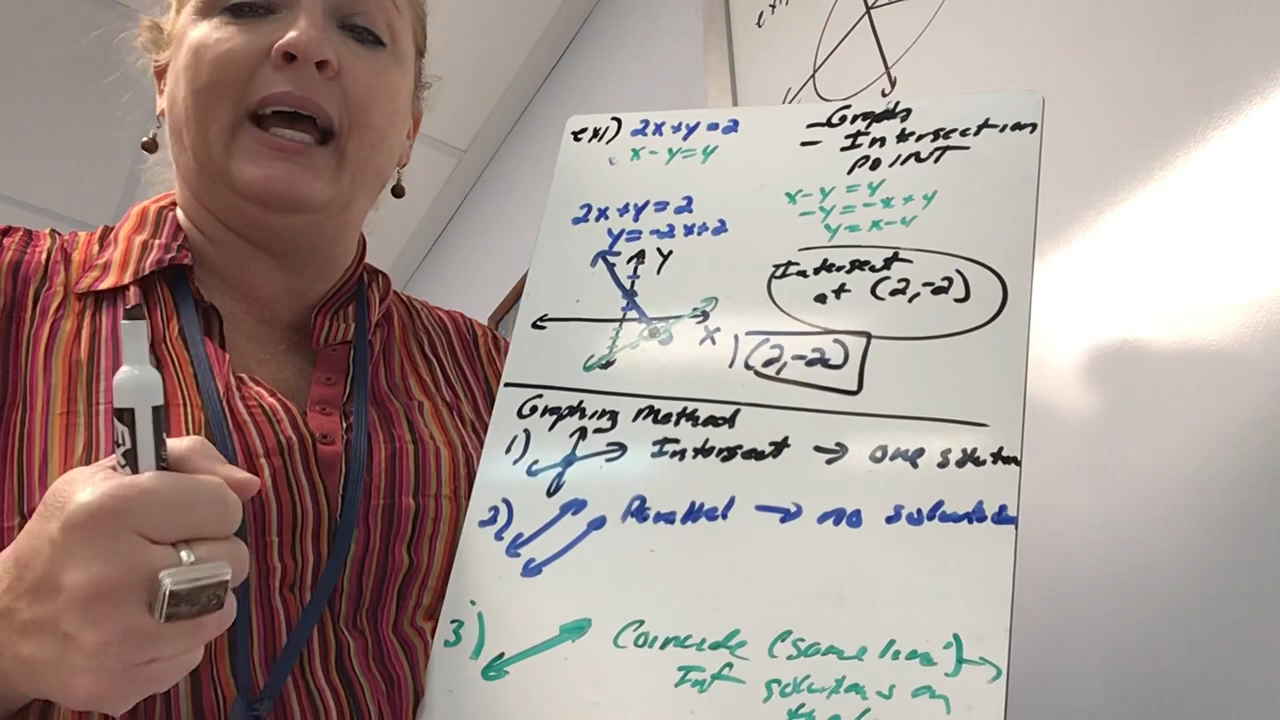 ex1) 2x+y=2
x-y=4
- Graph
- Intersection
POINT
2x+y=2
y=-2x+2
x-y=4
-y=-x+4
y=x-4
Y
X
Intersect
at (2,-2)
(2,-2)
Graphing Method
1) Intersect → one solution
2) Parallel → no solution
3) Coincide (same line) →
Inf solutions on